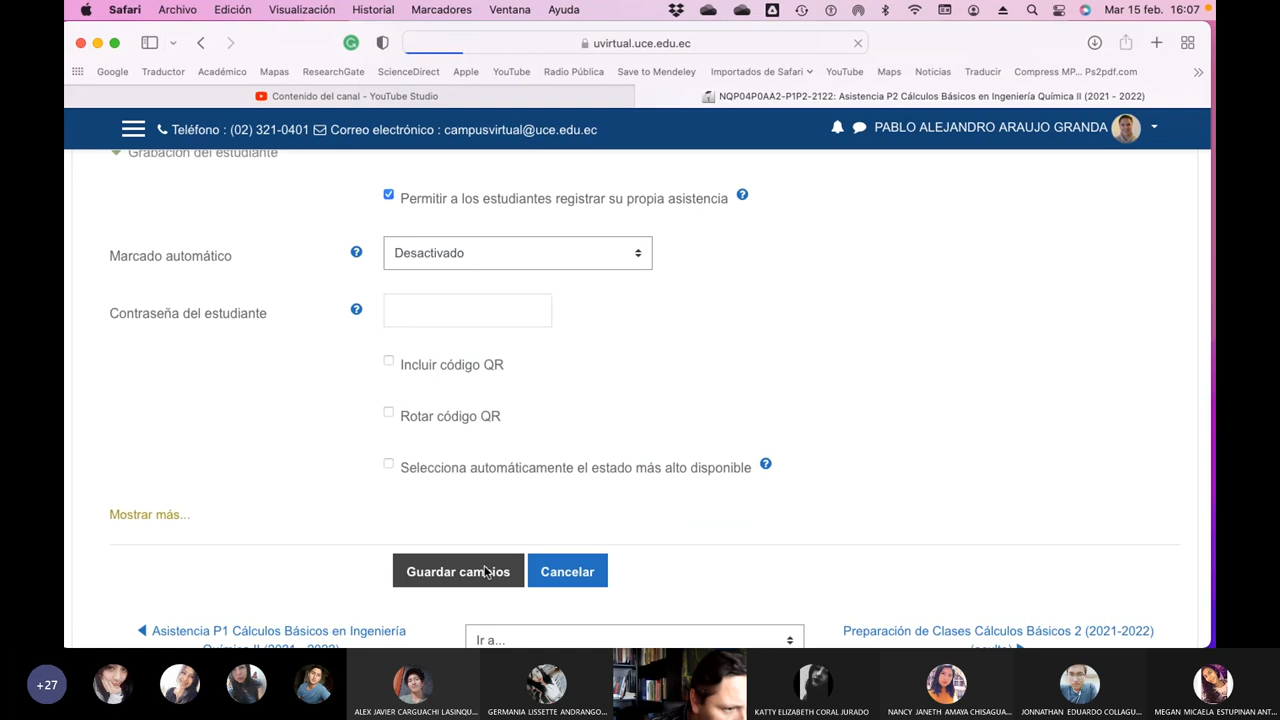 Safari Archivo Edición Visualización Historial Marcadores Ventana Ayuda Mar 15 feb. 16:07
uvirtual.uce.edu.ec
Google Traductor Académico Mapas ResearchGate ScienceDirect Apple YouTube Radio Pública Save to Mendeley Importados de Safari YouTube Maps Noticias Traducir Compress MP... Ps2pdf.com
Contenido del canal - YouTube Studio NQP04P0AA2-P1P2-2122: Asistencia P2 Cálculos Básicos en Ingeniería Química II (2021 - 2022)
Teléfono : (02) 321-0401 Correo electrónico : campusvirtual@uce.edu.ec PABLO ALEJANDRO ARAUJO GRANDA
Grabación del estudiante
Permitir a los estudiantes registrar su propia asistencia
Marcado automático Desactivado
Contraseña del estudiante
Incluir código QR
Rotar código QR
Selecciona automáticamente el estado más alto disponible
Mostrar más...
Guardar cambios Cancelar
Asistencia P1 Cálculos Básicos en Ingeniería Ir a... Preparación de Clases Cálculos Básicos 2 (2021-2022)
Química II (2021 - 2022) (oculto)
+27
ALEX JAVIER CARGUACHI LASINQU... GERMANIA LISSETTE ANDRANGO... KATTY ELIZABETH CORAL JURADO NANCY JANETH AMAYA CHISAGUA... JONNATHAN EDUARDO COLLAGU... MEGAN MICAELA ESTUPINAN ANT...